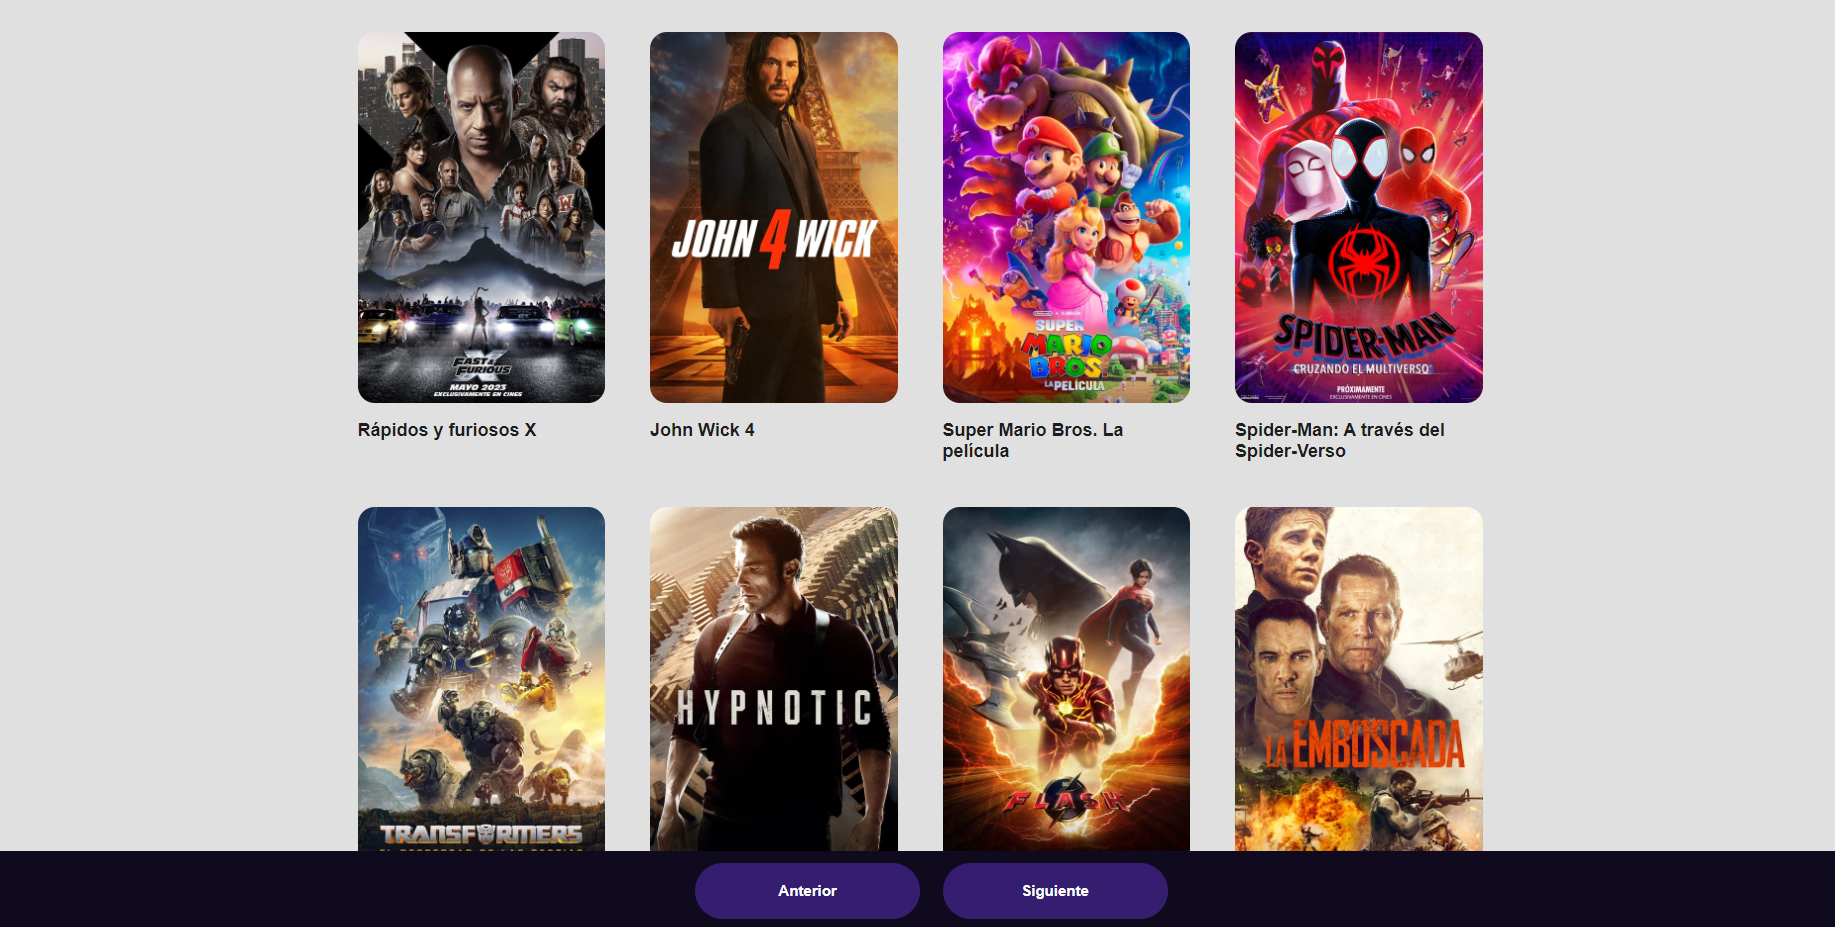 FAST & FURIOUS X
MAYO 2023
EXCLUSIVAMENTE EN CINES
JOHN 4 WICK
SUPER
MARIO
BROS.
LA PELÍCULA
SPIDER-MAN
CRUZANDO EL MULTIVERSO
PRÓXIMAMENTE
EXCLUSIVAMENTE EN CINES
Rápidos y furiosos X
John Wick 4
Super Mario Bros. La
película
Spider-Man: A través del
Spider-Verso
TRANSFORMERS
HYPNOTIC
FLASH
LA EMBOSCADA
Anterior
Siguiente